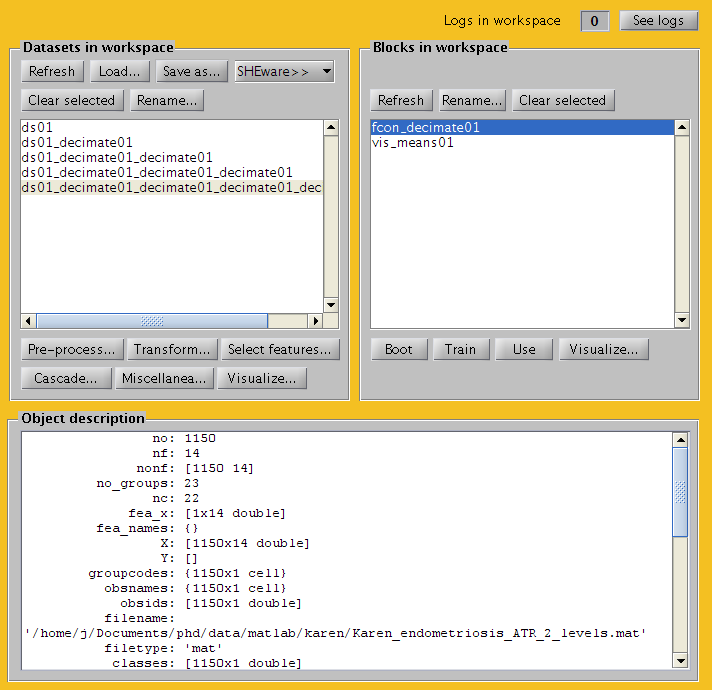 Logs in workspace 0 See logs
Datasets in workspace
Refresh Load... Save as... SHEware>>
Clear selected Rename...
ds01
ds01_decimate01
ds01_decimate01_decimate01
ds01_decimate01_decimate01_decimate01
ds01_decimate01_decimate01_decimate01_deci
Pre-process... Transform... Select features...
Cascade... Miscellanea... Visualize...
Blocks in workspace
Refresh Rename... Clear selected
fcon_decimate01
vis_means01
Boot Train Use Visualize...
Object description
no: 1150
nf: 14
nonf: [1150 14]
no_groups: 23
nc: 22
fea_x: [1x14 double]
fea_names: {}
X: [1150x14 double]
Y: []
groupcodes: {1150x1 cell}
obsnames: {1150x1 cell}
obsids: [1150x1 double]
filename:
'/home/j/Documents/phd/data/matlab/karen/Karen_endometriosis_ATR_2_levels.mat'
filetype: 'mat'
classes: [1150x1 double]